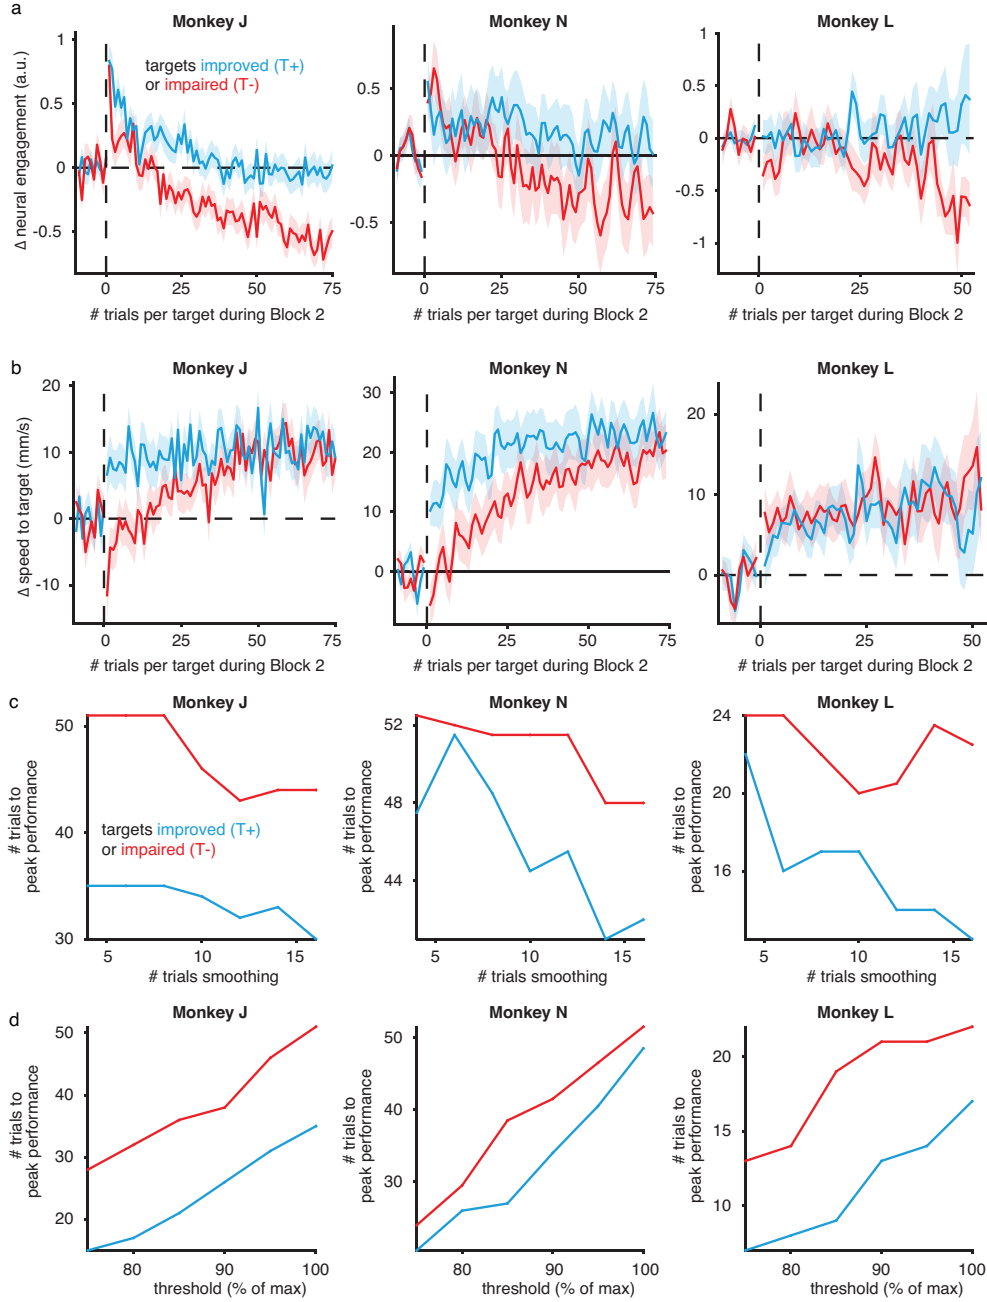 a
Monkey J
Monkey N
Monkey L
Δ neural engagement (a.u.)
targets improved (T+)
or impaired (T-)
1
0.5
0
-0.5
0
25
50
75
# trials per target during Block 2
0.5
0
-0.5
0
25
50
75
# trials per target during Block 2
1
0.5
0
-0.5
-1
0
25
50
# trials per target during Block 2
b
Monkey J
Monkey N
Monkey L
Δ speed to target (mm/s)
20
10
0
-10
0
25
50
75
# trials per target during Block 2
30
20
10
0
0
25
50
75
# trials per target during Block 2
20
10
0
0
25
50
# trials per target during Block 2
c
Monkey J
Monkey N
Monkey L
# trials to
peak performance
50
40
30
targets improved (T+)
or impaired (T-)
5
10
15
# trials smoothing
# trials to
peak performance
52
48
44
5
10
15
# trials smoothing
# trials to
peak performance
24
20
16
5
10
15
# trials smoothing
d
Monkey J
Monkey N
Monkey L
# trials to
peak performance
50
40
30
20
80
90
100
threshold (% of max)
# trials to
peak performance
50
40
30
80
90
100
threshold (% of max)
# trials to
peak performance
20
15
10
80
90
100
threshold (% of max)